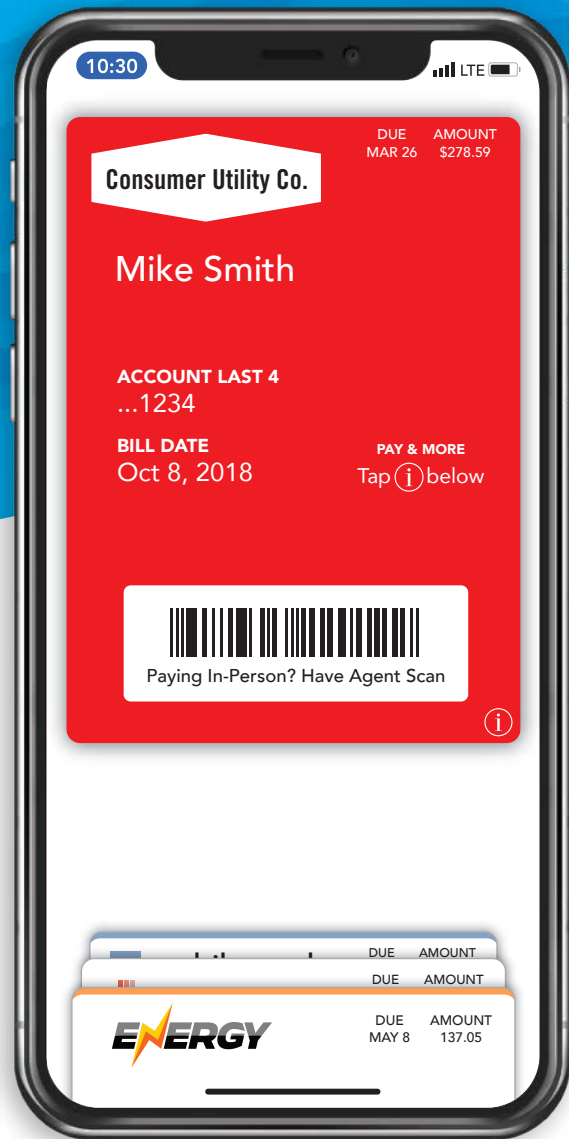 10:30
LTE
DUE AMOUNT
MAR 26 $278.59
Consumer Utility Co.
Mike Smith
ACCOUNT LAST 4
...1234
BILL DATE
Oct 8, 2018
PAY & MORE
Tap i below
Paying In-Person? Have Agent Scan
i
DUE AMOUNT
DUE AMOUNT
ENERGY
DUE AMOUNT
MAY 8 137.05